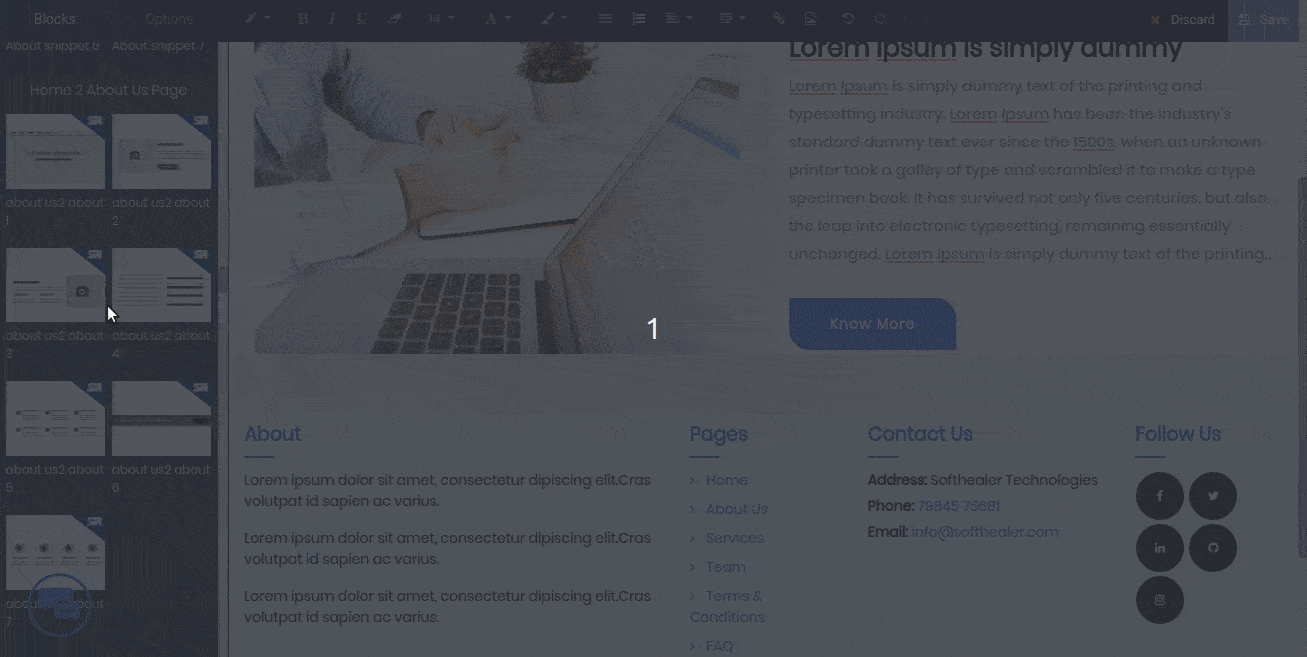 Blocks
Options
B I U
14
A
Discard
Save
About snippet 6
About snippet 7
Home 2 About Us Page
SR
SR
about us2 about 1
about us2 about 2
SR
SR
about us2 about 3
about us2 about 4
SR
SR
about us2 about 5
about us2 about 6
SR
about us2 about 7
Lorem Ipsum is simply dummy
Lorem Ipsum is simply dummy text of the printing and
typesetting industry. Lorem Ipsum has been the industry's
standard dummy text ever since the 1500s, when an unknown
printer took a galley of type and scrambled it to make a type
specimen book. It has survived not only five centuries, but also
the leap into electronic typesetting, remaining essentially
unchanged. Lorem Ipsum is simply dummy text of the printing..
Know More
1
About
Lorem ipsum dolor sit amet, consectetur dipiscing elit.Cras
volutpat id sapien ac varius.
Lorem ipsum dolor sit amet, consectetur dipiscing elit.Cras
volutpat id sapien ac varius.
Lorem ipsum dolor sit amet, consectetur dipiscing elit.Cras
volutpat id sapien ac varius.
Pages
> Home
> About Us
> Services
> Team
> Terms &
Conditions
> FAQ
Contact Us
Address: Softhealer Technologies
Phone: 79845 75681
Email: info@softhealer.com
Follow Us